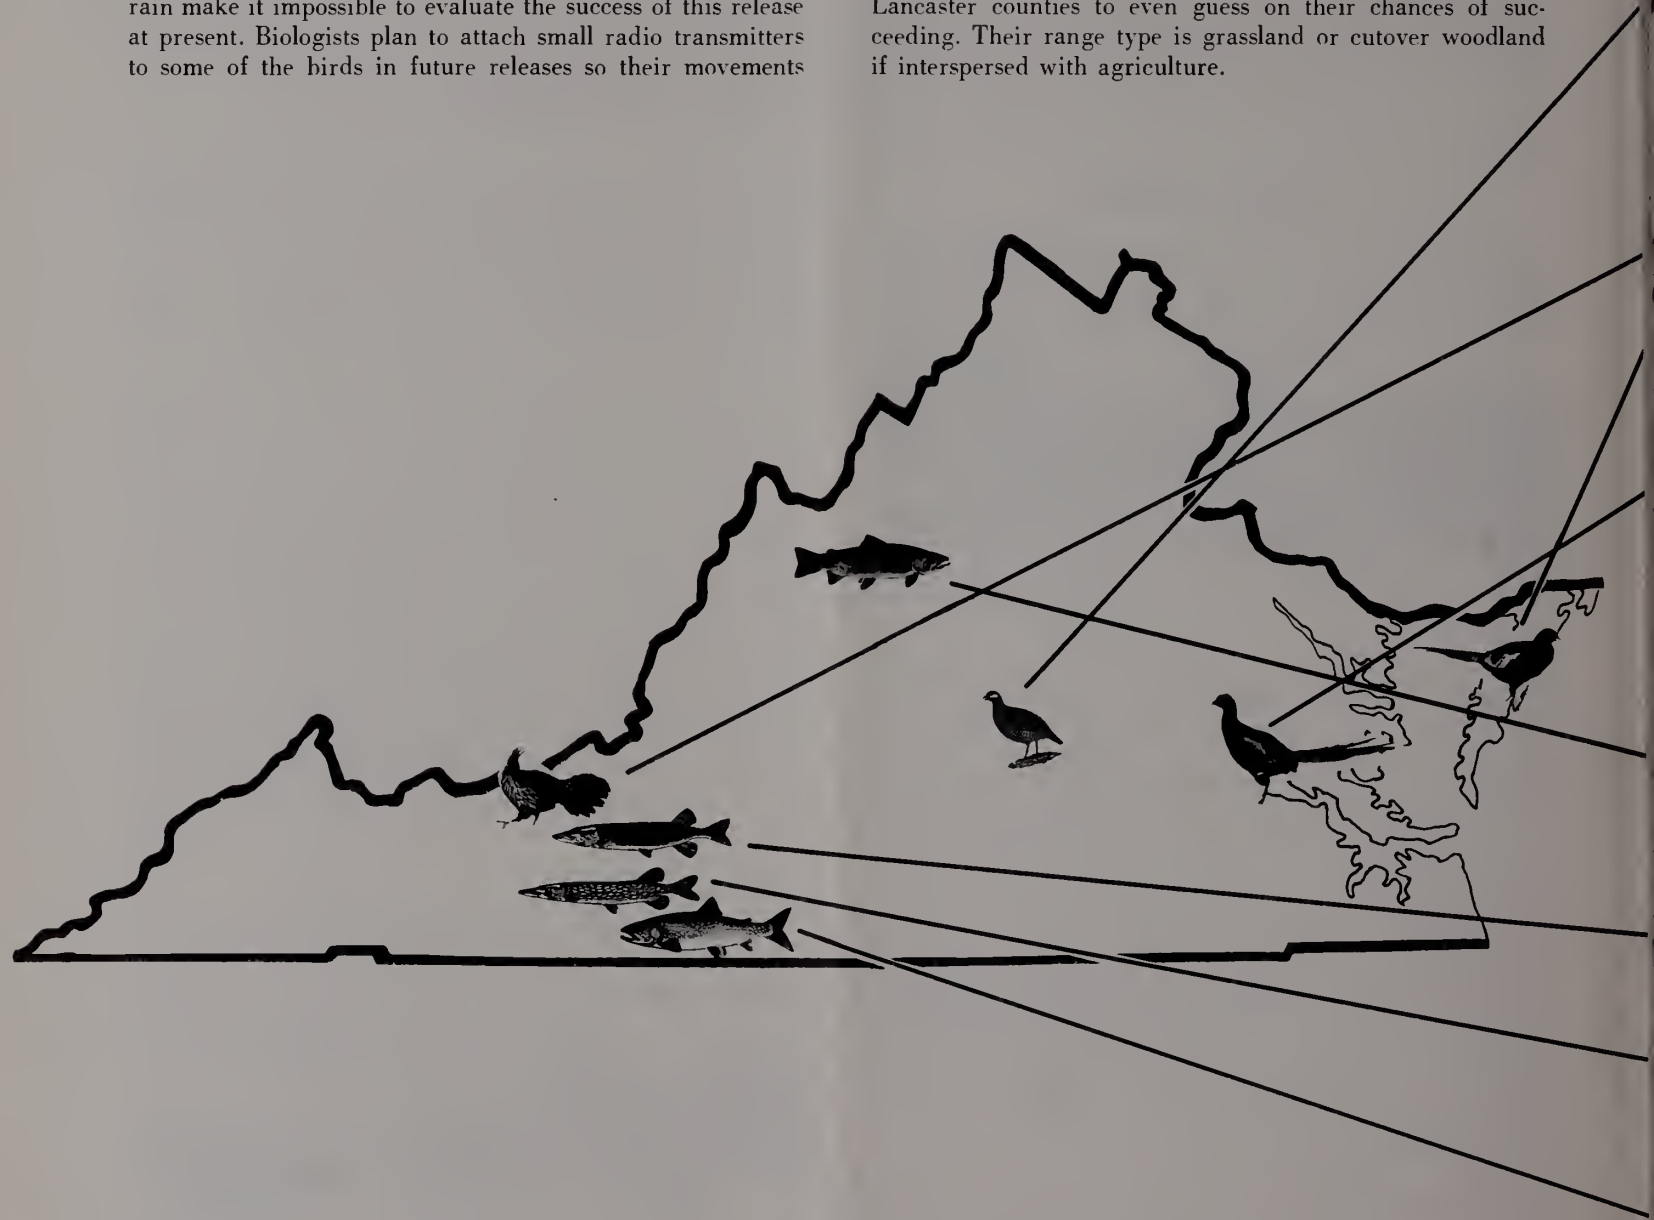 rain make it impossible to evaluate the success of this release
at present. Biologists plan to attach small radio transmitters
to some of the birds in future releases so their movements
Lancaster counties to even guess on their chances of suc-
ceeding. Their range type is grassland or cutover woodland
if interspersed with agriculture.